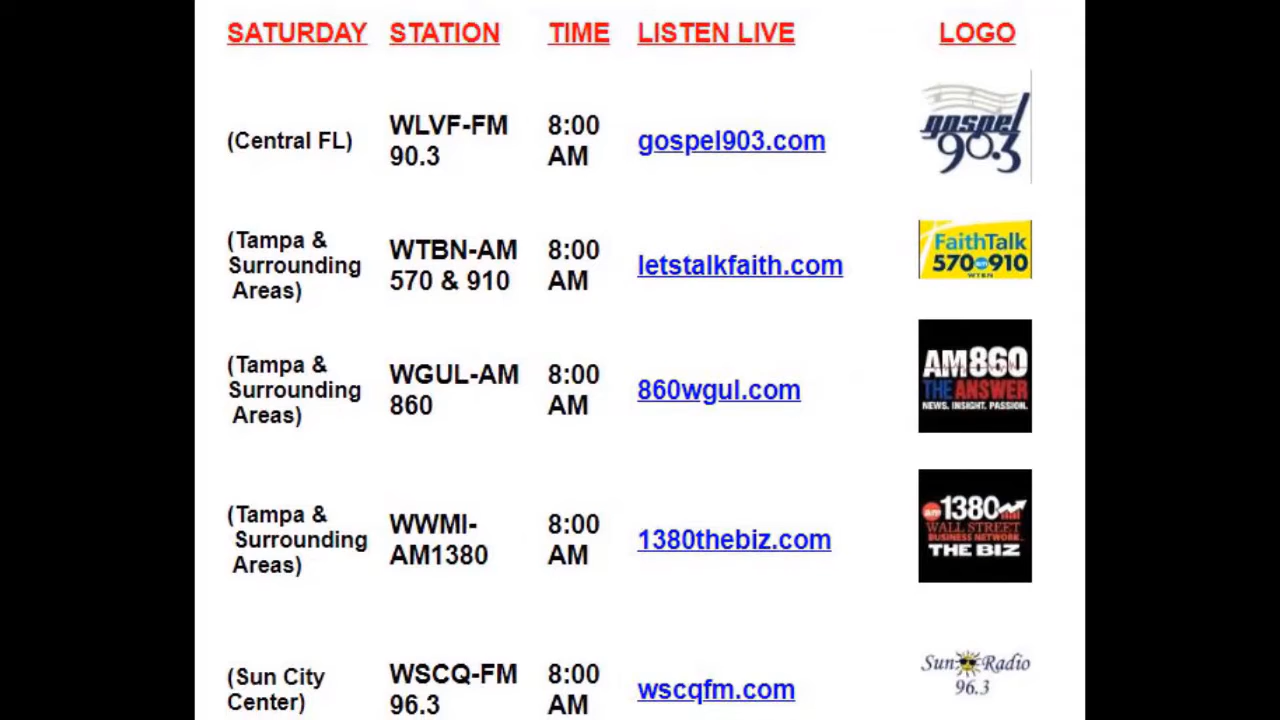 SATURDAY STATION TIME LISTEN LIVE LOGO
(Central FL)
WLVF-FM
90.3
8:00
AM
gospel903.com
gospel
90.3
(Tampa &
Surrounding
Areas)
WTBN-AM
570 & 910
8:00
AM
letstalkfaith.com
FaithTalk
570 am 910
WTBN
(Tampa &
Surrounding
Areas)
WGUL-AM
860
8:00
AM
860wgul.com
AM860
THE ANSWER
NEWS. INSIGHT. PASSION.
(Tampa &
Surrounding
Areas)
WWMI-
AM1380
8:00
AM
1380thebiz.com
am 1380
WALL STREET
BUSINESS NETWORK
THE BIZ
(Sun City
Center)
WSCQ-FM
96.3
8:00
AM
wscqfm.com
Sun Radio
96.3